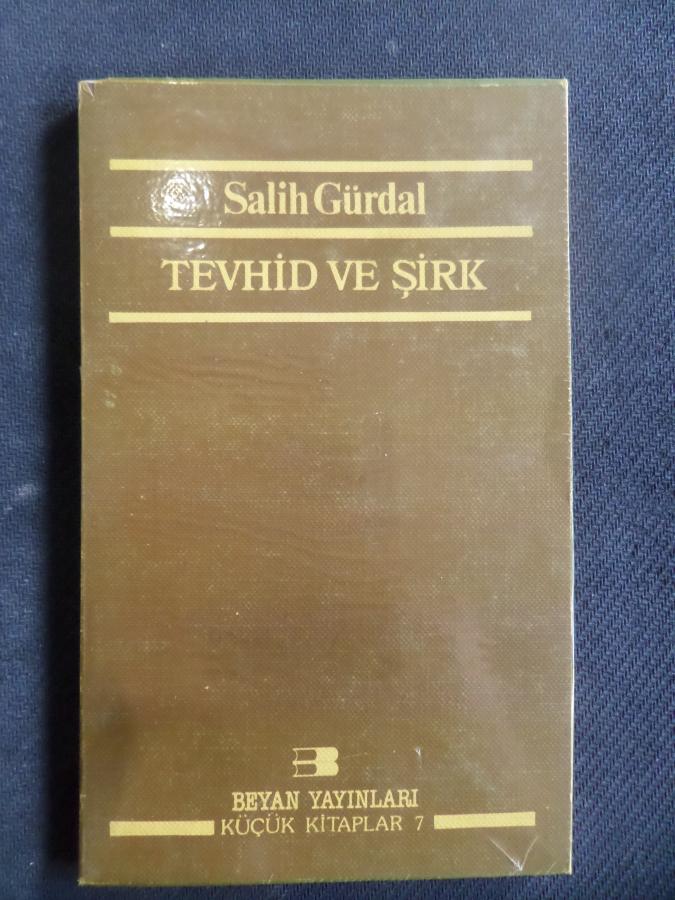 Salih Gürdal
TEVHİD VE ŞİRK
BEYAN YAYINLARI
KÜÇÜK KİTAPLAR 7